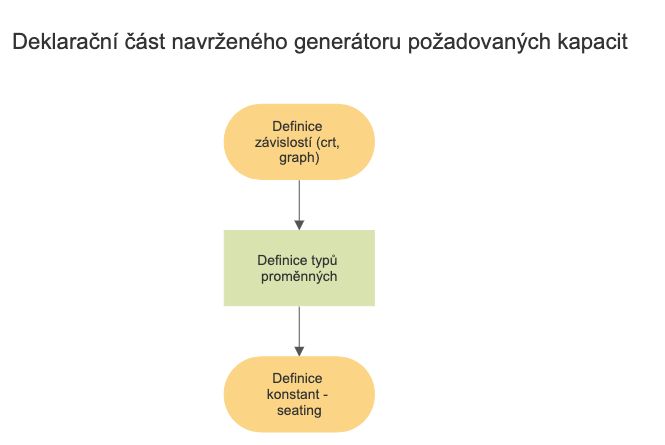 Deklarační část navrženého generátoru požadovaných kapacit
Definice
závislostí (crt,
graph)
Definice typů
proměnných
Definice
konstant -
seating